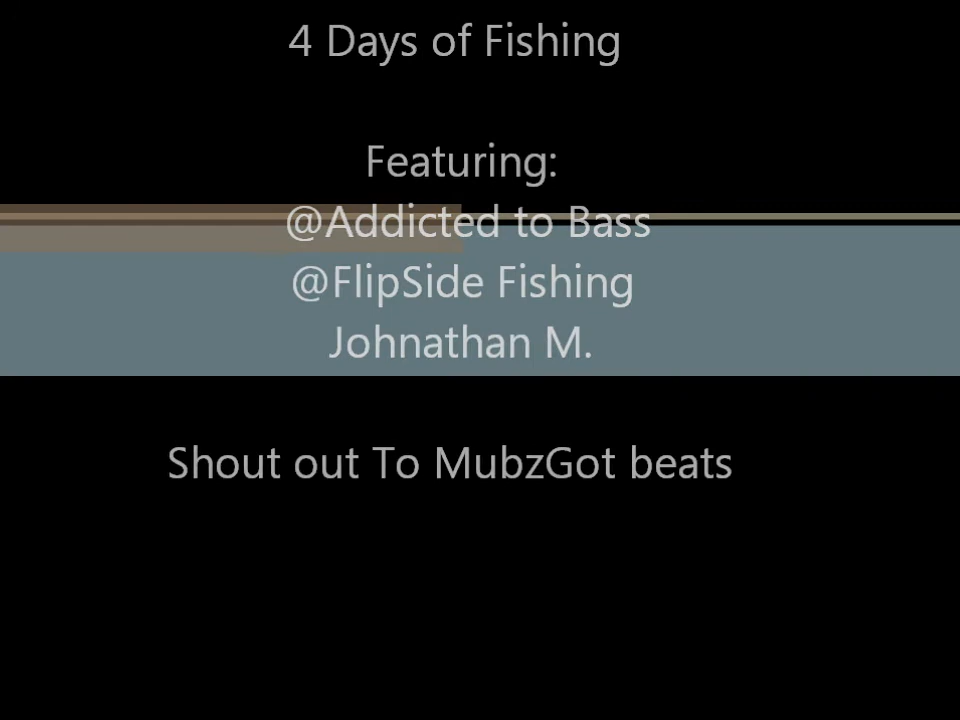 4 Days of Fishing
Featuring:
@Addicted to Bass
@FlipSide Fishing
Johnathan M.
Shout out To MubzGot beats